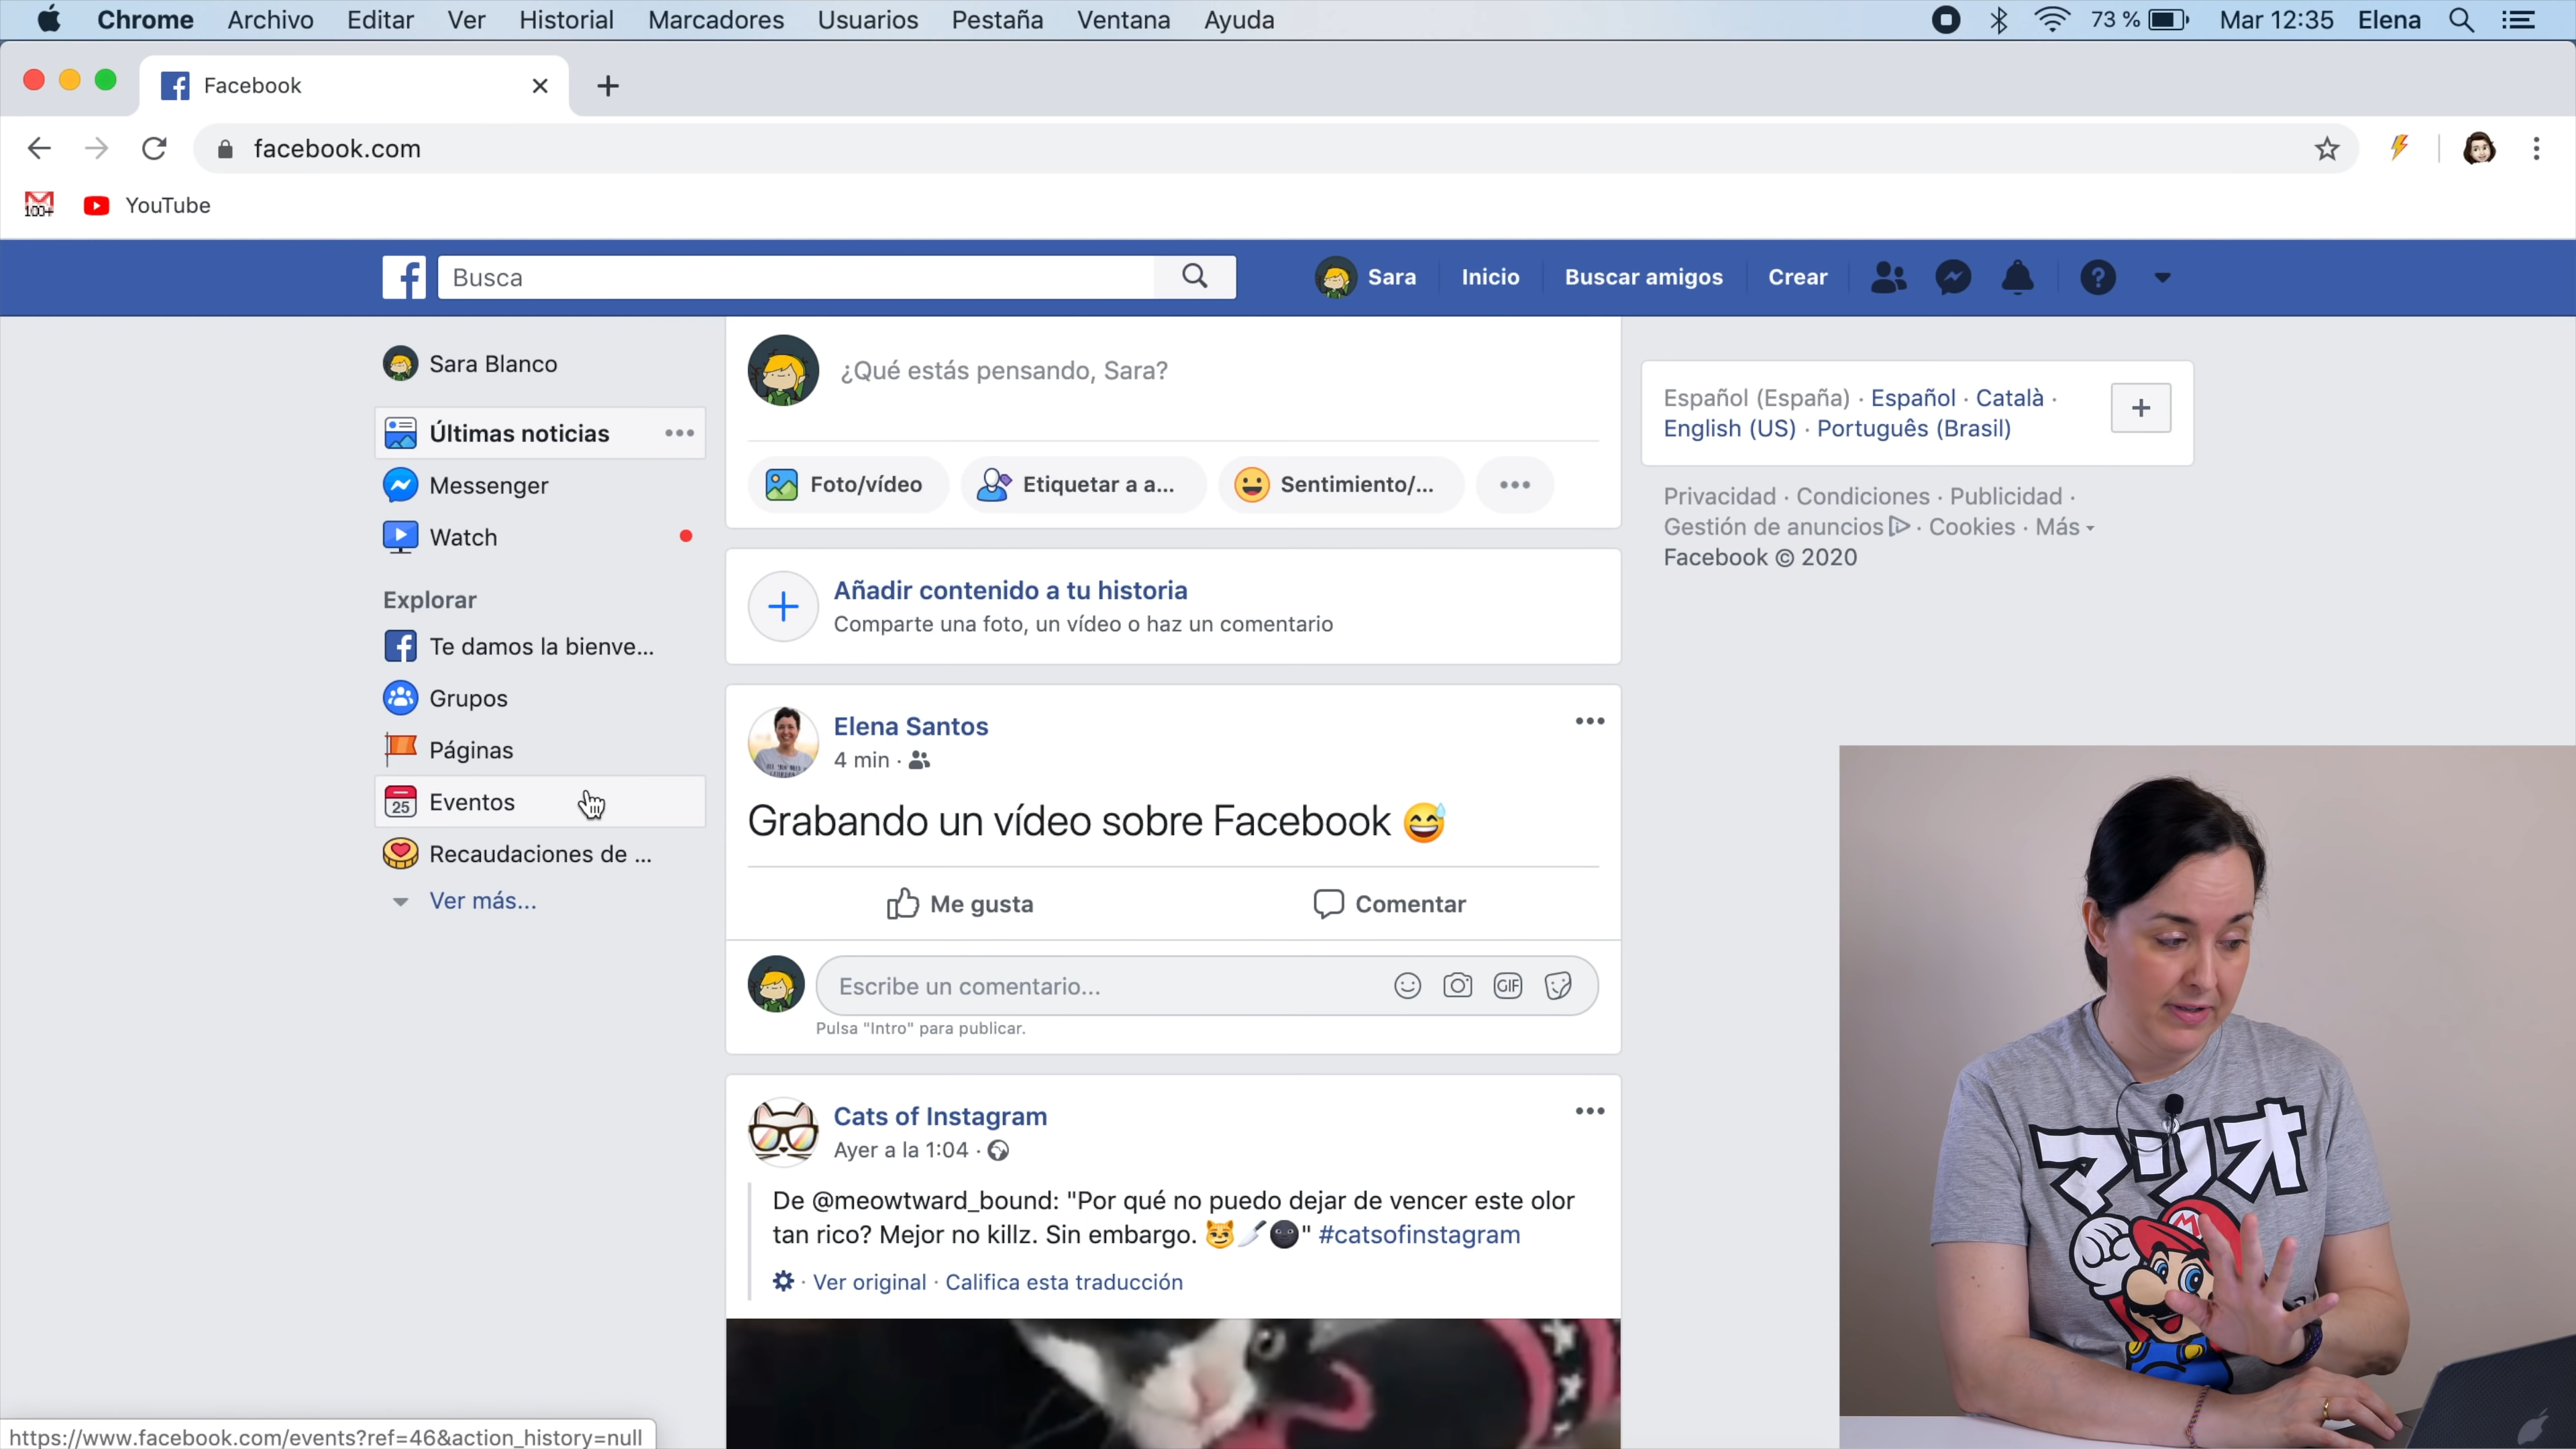 Chrome Archivo Editar Ver Historial Marcadores Usuarios Pestaña Ventana Ayuda 73 % Mar 12:35 Elena
Facebook
facebook.com
100+ YouTube
Busca Sara Inicio Buscar amigos Crear
Sara Blanco
Últimas noticias
Messenger
Watch
Explorar
Te damos la bienve...
Grupos
Páginas
25 Eventos
Recaudaciones de ...
Ver más...
¿Qué estás pensando, Sara?
Foto/vídeo Etiquetar a a... Sentimiento/...
Añadir contenido a tu historia
Comparte una foto, un vídeo o haz un comentario
Elena Santos
4 min ·
Grabando un vídeo sobre Facebook 😅
Me gusta Comentar
Escribe un comentario... GIF
Pulsa "Intro" para publicar.
Cats of Instagram
Ayer a la 1:04 ·
De @meowtward_bound: "Por qué no puedo dejar de vencer este olor
tan rico? Mejor no killz. Sin embargo. 😼🔪🌚" #catsofinstagram
· Ver original · Califica esta traducción
Español (España) · Español · Català ·
English (US) · Português (Brasil)
Privacidad · Condiciones · Publicidad ·
Gestión de anuncios · Cookies · Más
Facebook © 2020
マリオ
M
https://www.facebook.com/events?ref=46&action_history=null